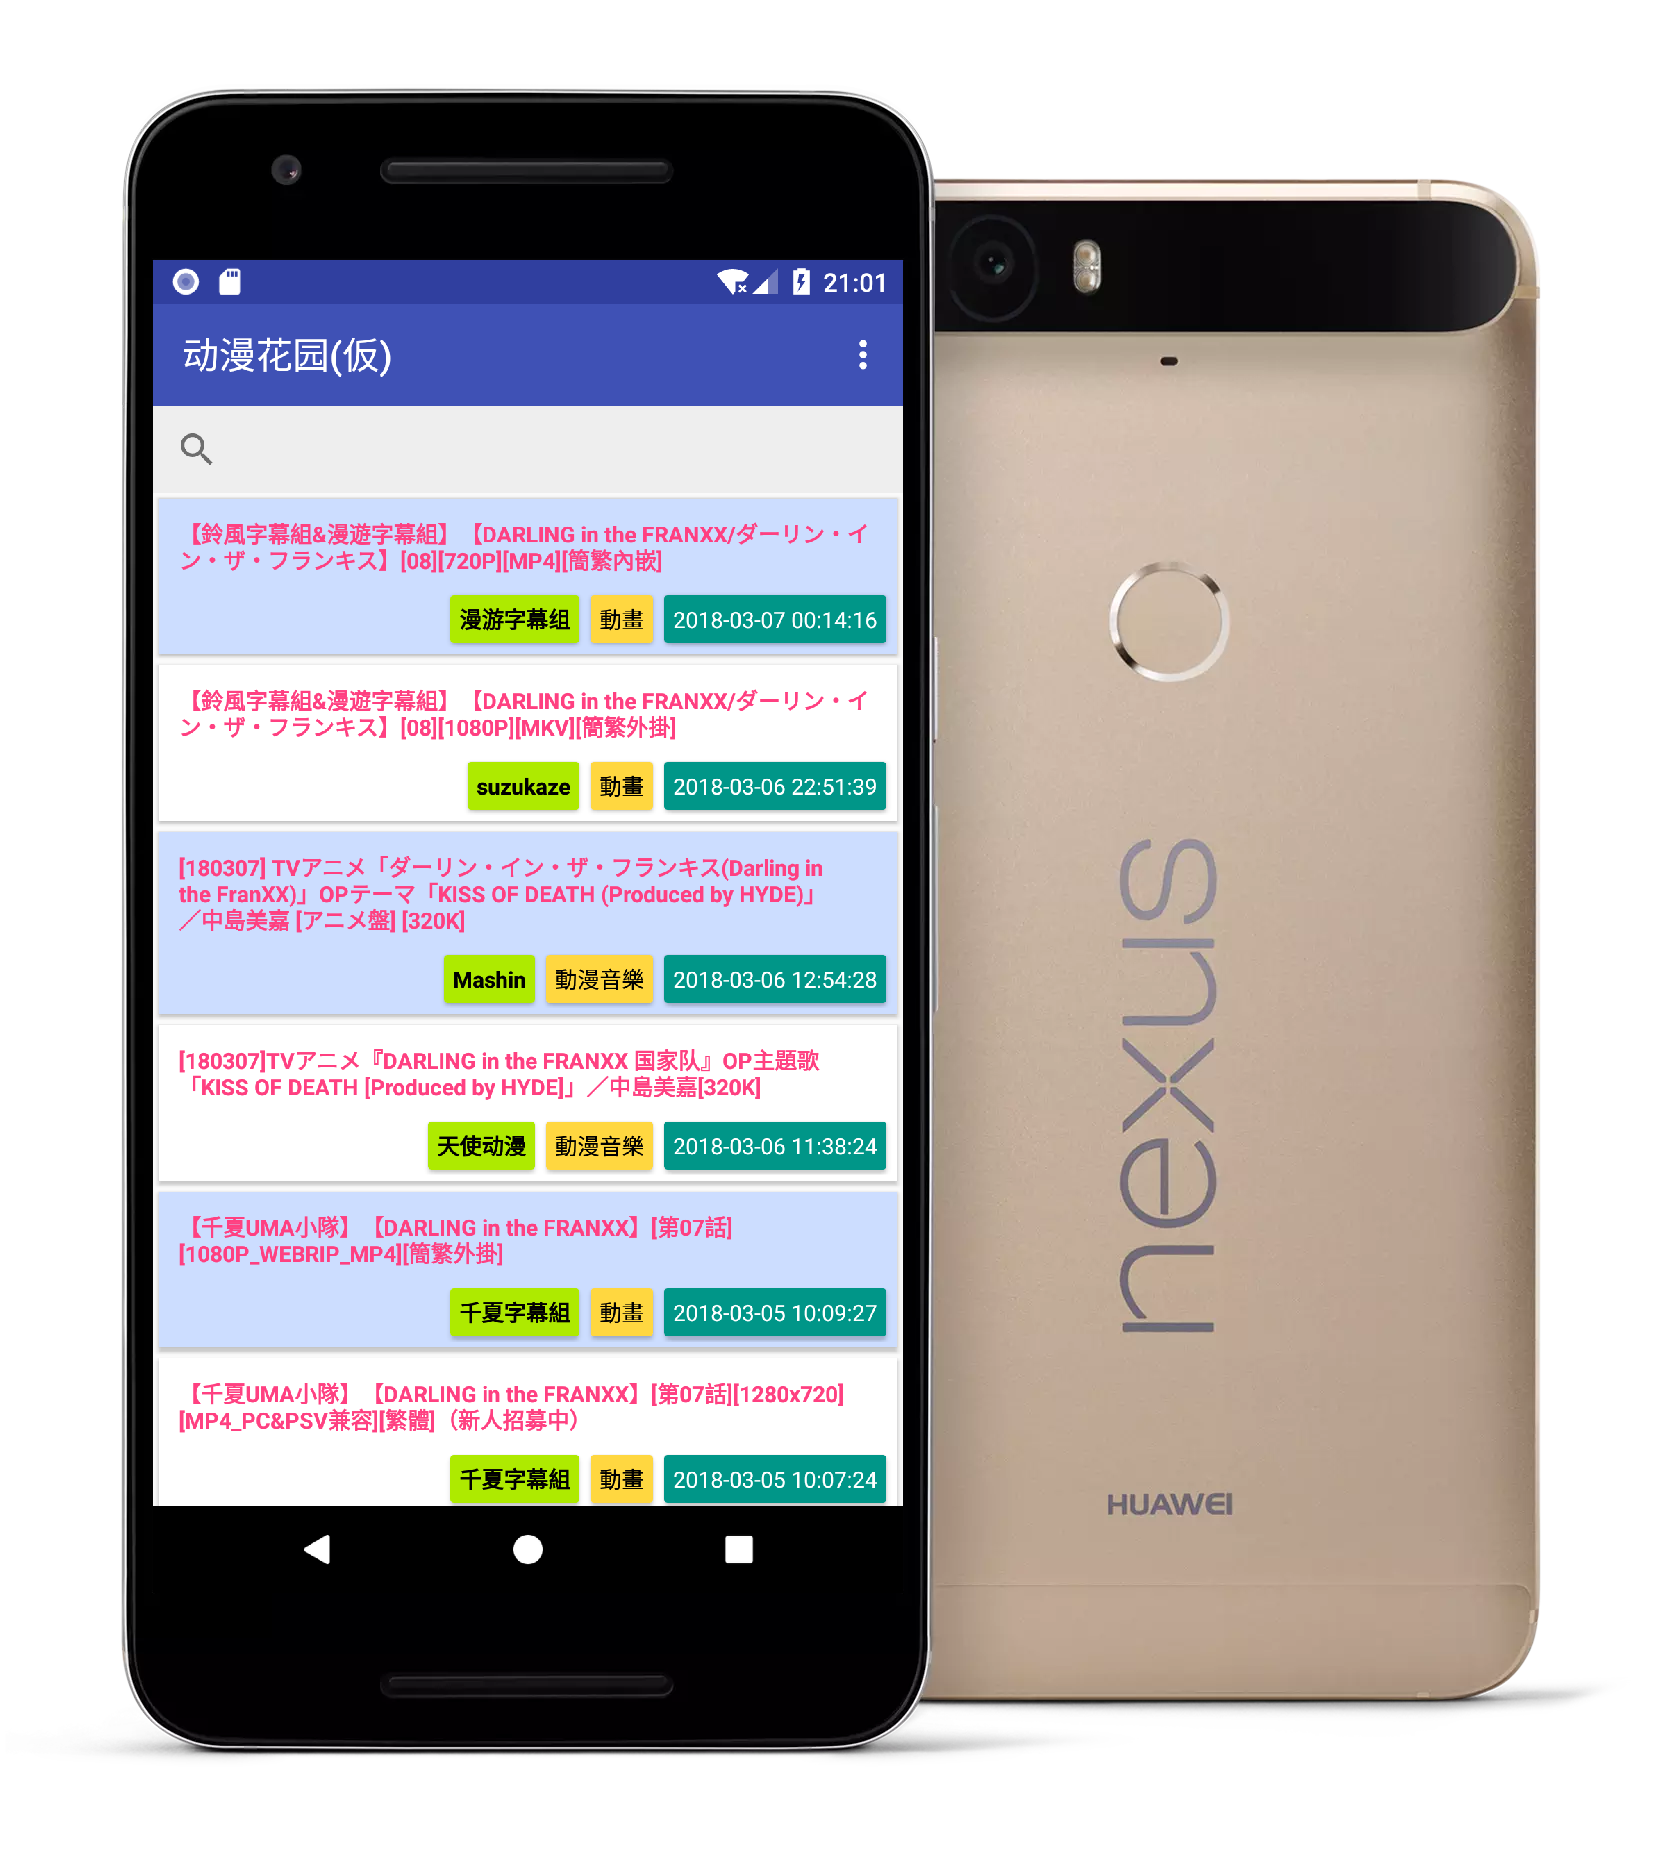 21:01
动漫花园(仮)
【鈴風字幕組&漫遊字幕組】【DARLING in the FRANXX/ダーリン・イ
ン・ザ・フランキス】[08][720P][MP4][簡繁內嵌]
漫游字幕组 動畫 2018-03-07 00:14:16
【鈴風字幕組&漫遊字幕組】【DARLING in the FRANXX/ダーリン・イ
ン・ザ・フランキス】[08][1080P][MKV][簡繁外掛]
suzukaze 動畫 2018-03-06 22:51:39
[180307] TVアニメ「ダーリン・イン・ザ・フランキス(Darling in
the FranXX)」OPテーマ「KISS OF DEATH (Produced by HYDE)」
／中島美嘉 [アニメ盤] [320K]
Mashin 動漫音樂 2018-03-06 12:54:28
[180307]TVアニメ『DARLING in the FRANXX 国家队』OP主題歌
「KISS OF DEATH [Produced by HYDE]」／中島美嘉[320K]
天使动漫 動漫音樂 2018-03-06 11:38:24
【千夏UMA小隊】【DARLING in the FRANXX】[第07話]
[1080P_WEBRIP_MP4][簡繁外掛]
千夏字幕組 動畫 2018-03-05 10:09:27
【千夏UMA小隊】【DARLING in the FRANXX】[第07話][1280x720]
[MP4_PC&PSV兼容][繁體]（新人招募中）
千夏字幕組 動畫 2018-03-05 10:07:24
nexus
HUAWEI